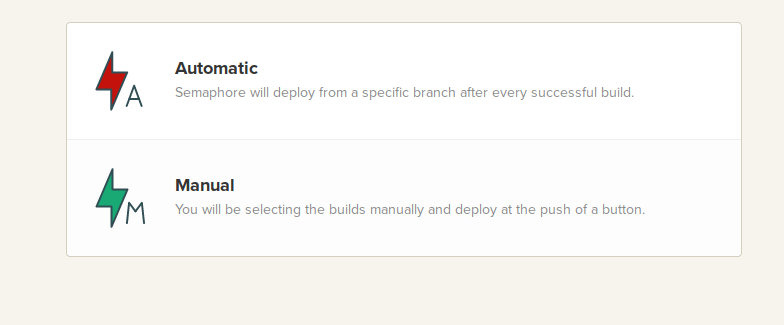 Automatic
Semaphore will deploy from a specific branch after every successful build.
A
Manual
You will be selecting the builds manually and deploy at the push of a button.
M